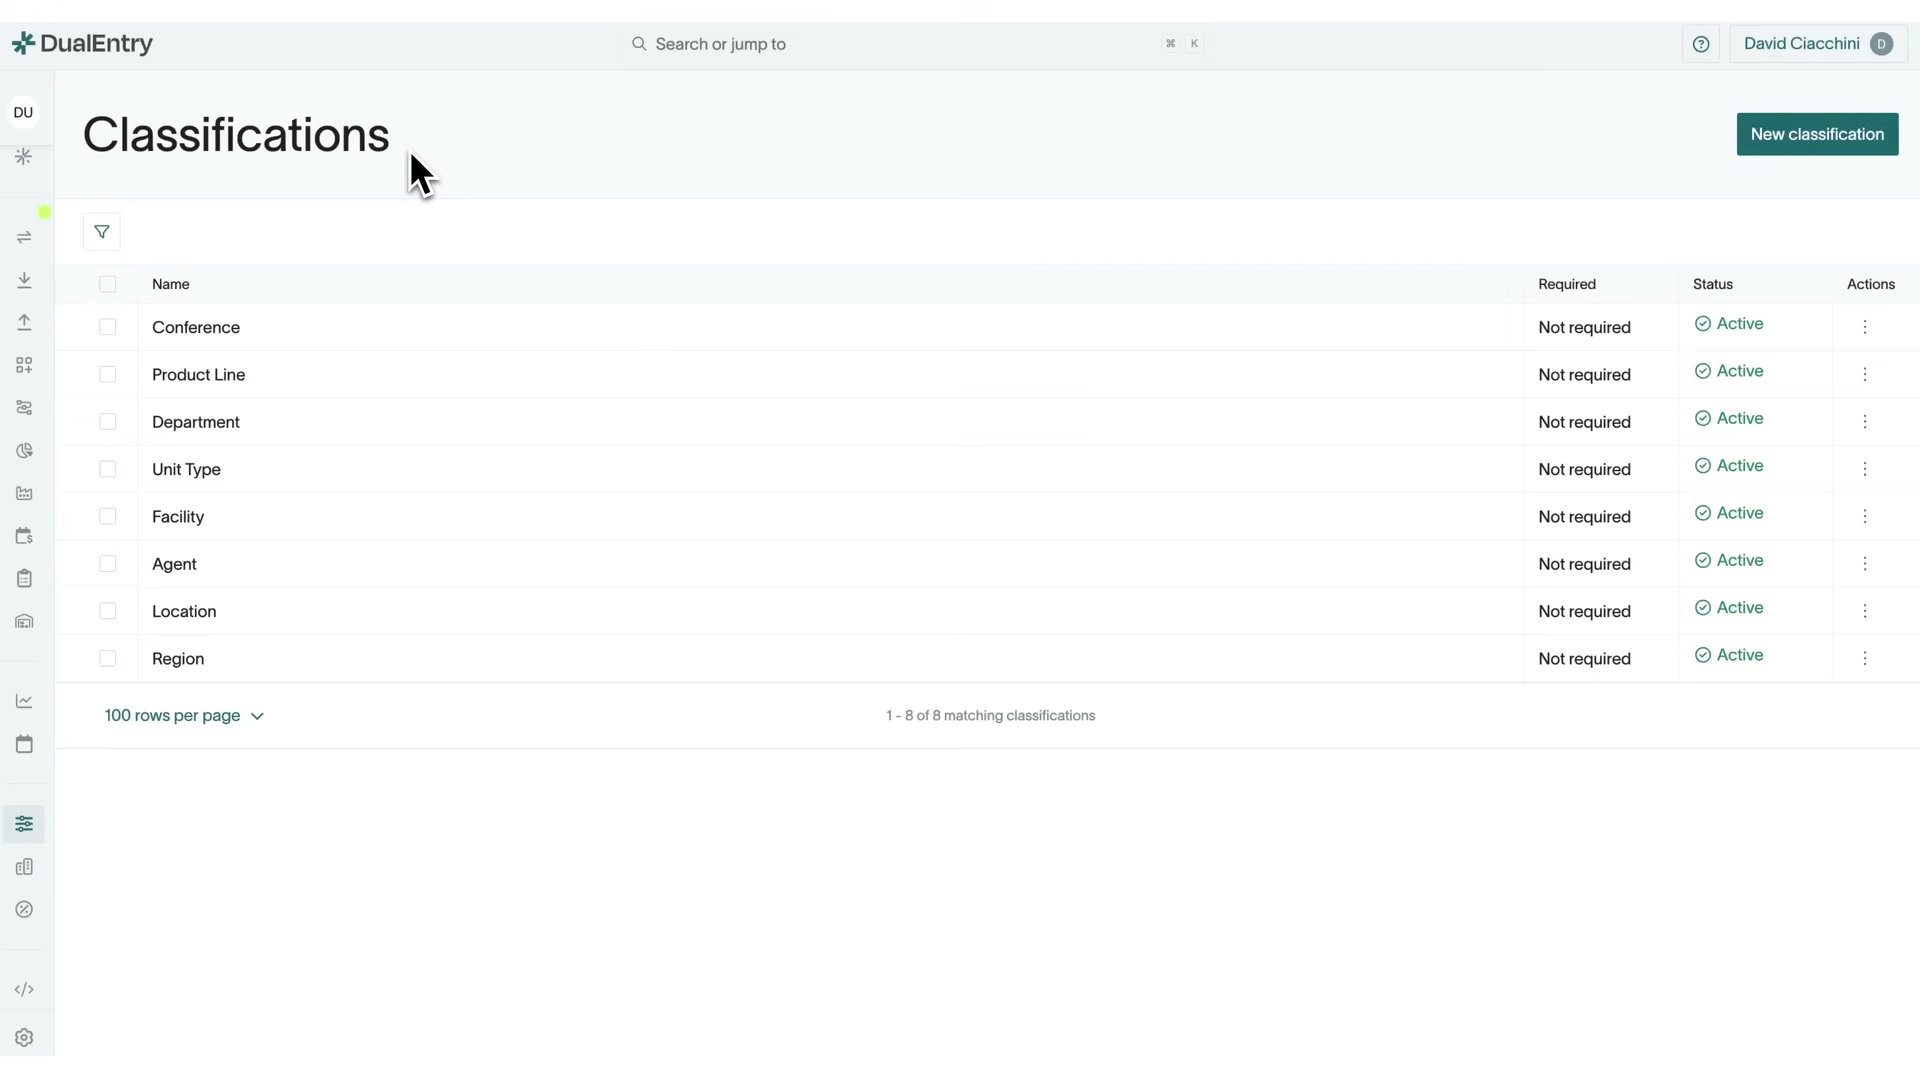 DualEntry
Search or jump to
⌘ K
David Ciacchini D
DU
Classifications
New classification
Name Required Status Actions
Conference Not required Active
Product Line Not required Active
Department Not required Active
Unit Type Not required Active
Facility Not required Active
Agent Not required Active
Location Not required Active
Region Not required Active
100 rows per page
1 - 8 of 8 matching classifications